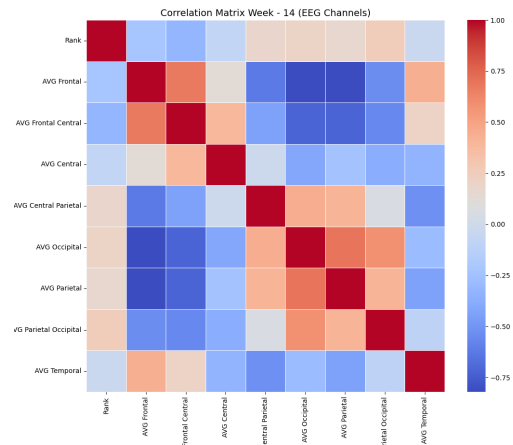 Correlation Matrix Week - 14 (EEG Channels)
Rank
AVG Frontal
AVG Frontal Central
AVG Central
AVG Central Parietal
AVG Occipital
AVG Parietal
VG Parietal Occipital
AVG Temporal
Rank
AVG Frontal
Frontal Central
AVG Central
entral Parietal
AVG Occipital
AVG Parietal
ietal Occipital
AVG Temporal
1.00
0.75
0.50
0.25
0.00
−0.25
−0.50
−0.75